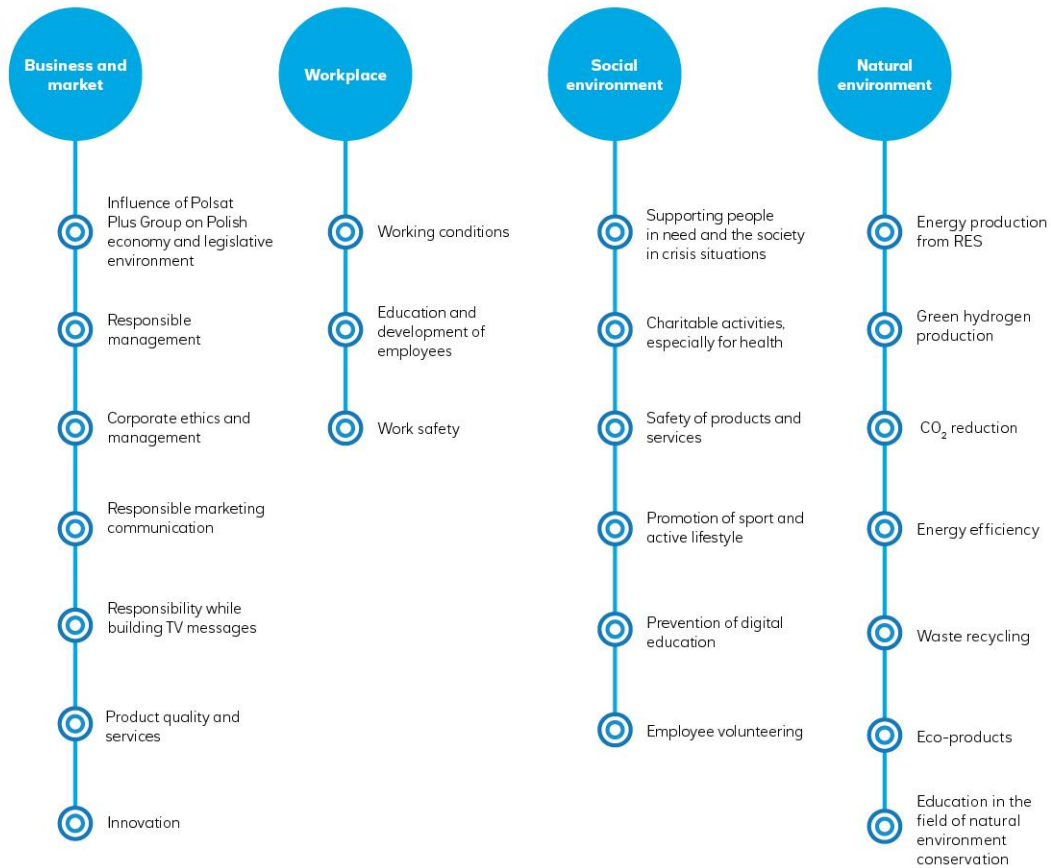 Business and
market
Influence of Polsat
Plus Group on Polish
economy and legislative
environment
Responsible
management
Corporate ethics and
management
Responsible marketing
communication
Responsibility while
building TV messages
Product quality and
services
Innovation
Workplace
Working conditions
Education and
development of
employees
Work safety
Social
environment
Supporting people
in need and the society
in crisis situations
Charitable activities,
especially for health
Safety of products and
services
Promotion of sport and
active lifestyle
Prevention of digital
education
Employee volunteering
Natural
environment
Energy production
from RES
Green hydrogen
production
CO₂ reduction
Energy efficiency
Waste recycling
Eco-products
Education in the
field of natural
environment
conservation